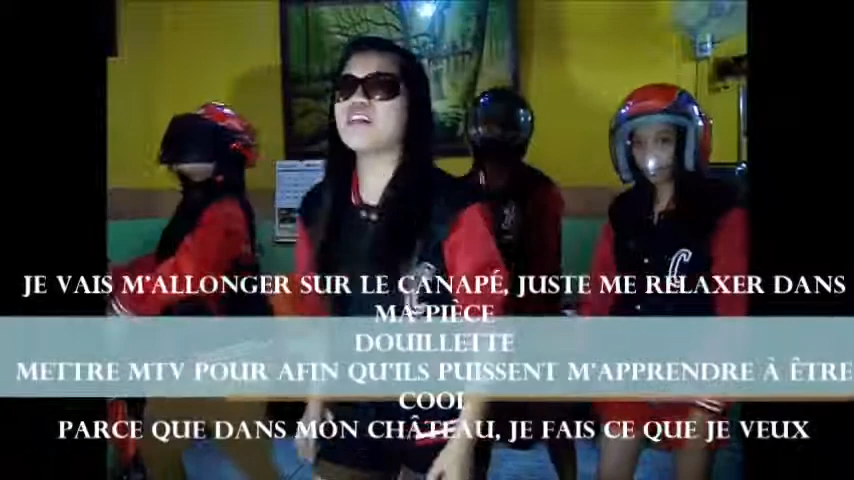 JE VAIS M'ALLONGER SUR LE CANAPÉ, JUSTE ME RELAXER DANS
MA PIÈCE
DOUILLETTE
METTRE MTV POUR AFIN QU'ILS PUISSENT M'APPRENDRE À ÊTRE
COOL
PARCE QUE DANS MON CHÂTEAU, JE FAIS CE QUE JE VEUX